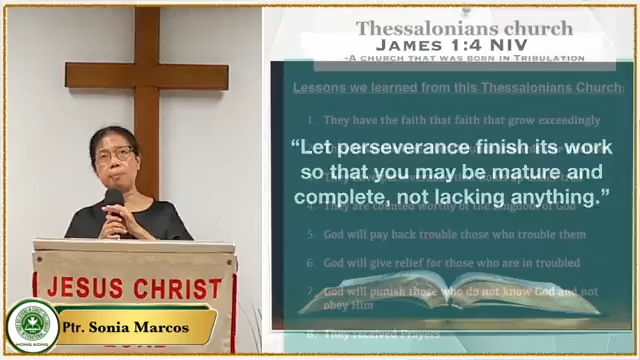 Thessalonians church
JAMES 1:4 NIV
-A CHURCH THAT WAS BORN IN TRIBULATION
Lessons we learned from this Thessalonians Church:
1. They have the faith that faith that grow exceedingly
“Let perseverance finish its work
so that you may be mature and
complete, not lacking anything.”
4. They are counted worthy of the kingdom of God
5. God will pay back trouble those who trouble them
6. God will give relief for those who are in troubled
7. God will punish those who do not know God and not
obey Him
8. They received Prayers
JESUS CHRIST
LORD
Ptr. Sonia Marcos
HONG KONG